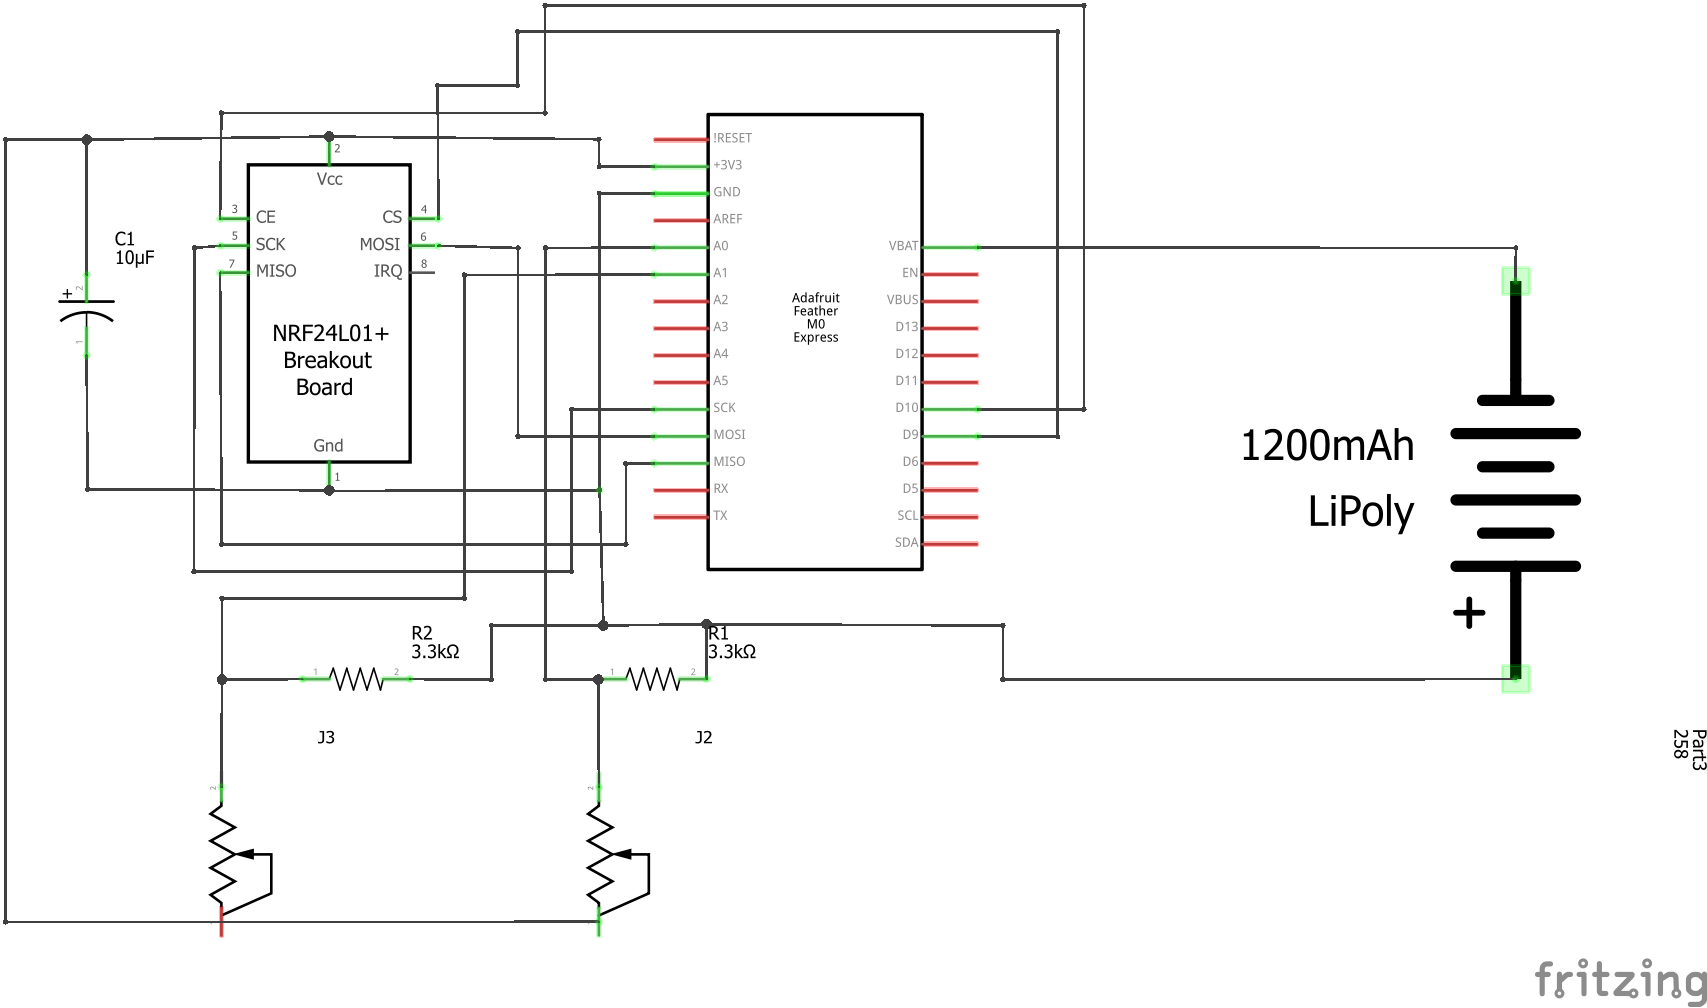 C1
10µF
+
2
1
2
Vcc
3
CE
CS
4
5
SCK
MOSI
6
7
MISO
IRQ
8
NRF24L01+
Breakout
Board
Gnd
1
!RESET
+3V3
GND
AREF
A0
A1
A2
A3
A4
A5
SCK
MOSI
MISO
RX
TX
Adafruit
Feather
M0
Express
VBAT
EN
VBUS
D13
D12
D11
D10
D9
D6
D5
SCL
SDA
1200mAh
LiPoly
+
R2
3.3kΩ
1
2
R1
3.3kΩ
1
2
J3
J2
2
2
Part3
258
fritzing